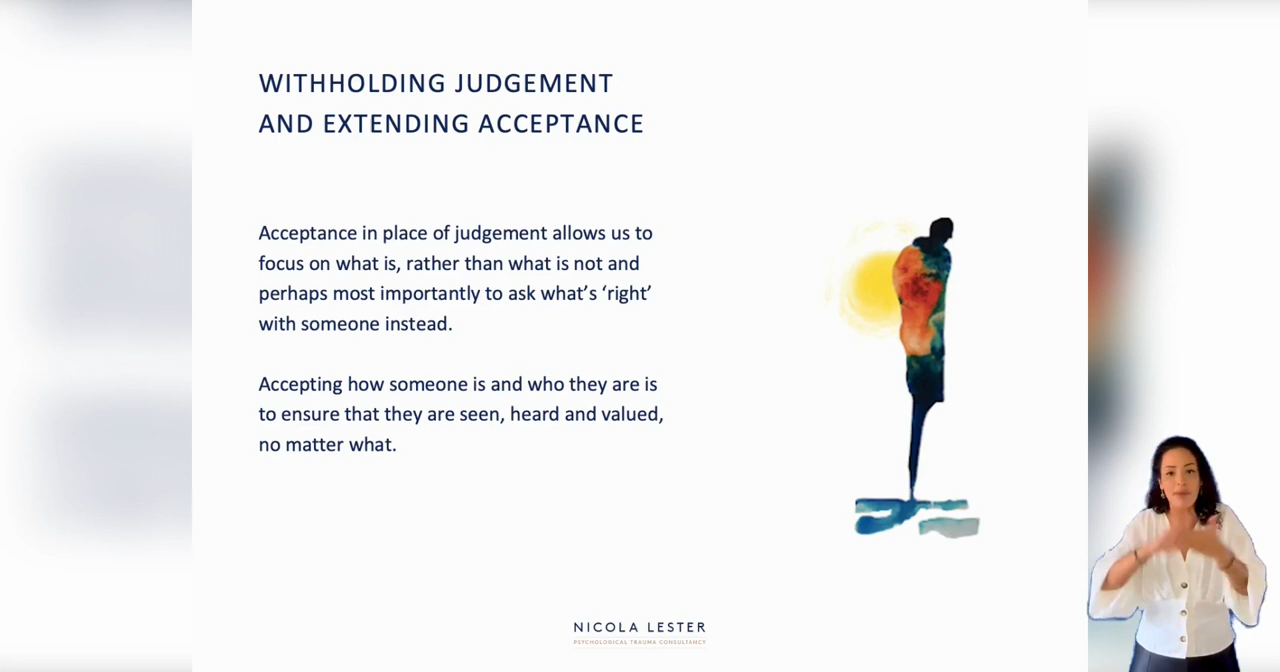 WITHHOLDING JUDGEMENT
AND EXTENDING ACCEPTANCE
Acceptance in place of judgement allows us to
focus on what is, rather than what is not and
perhaps most importantly to ask what’s ‘right’
with someone instead.
Accepting how someone is and who they are is
to ensure that they are seen, heard and valued,
no matter what.
NICOLA LESTER
PSYCHOLOGICAL TRAUMA CONSULTANCY